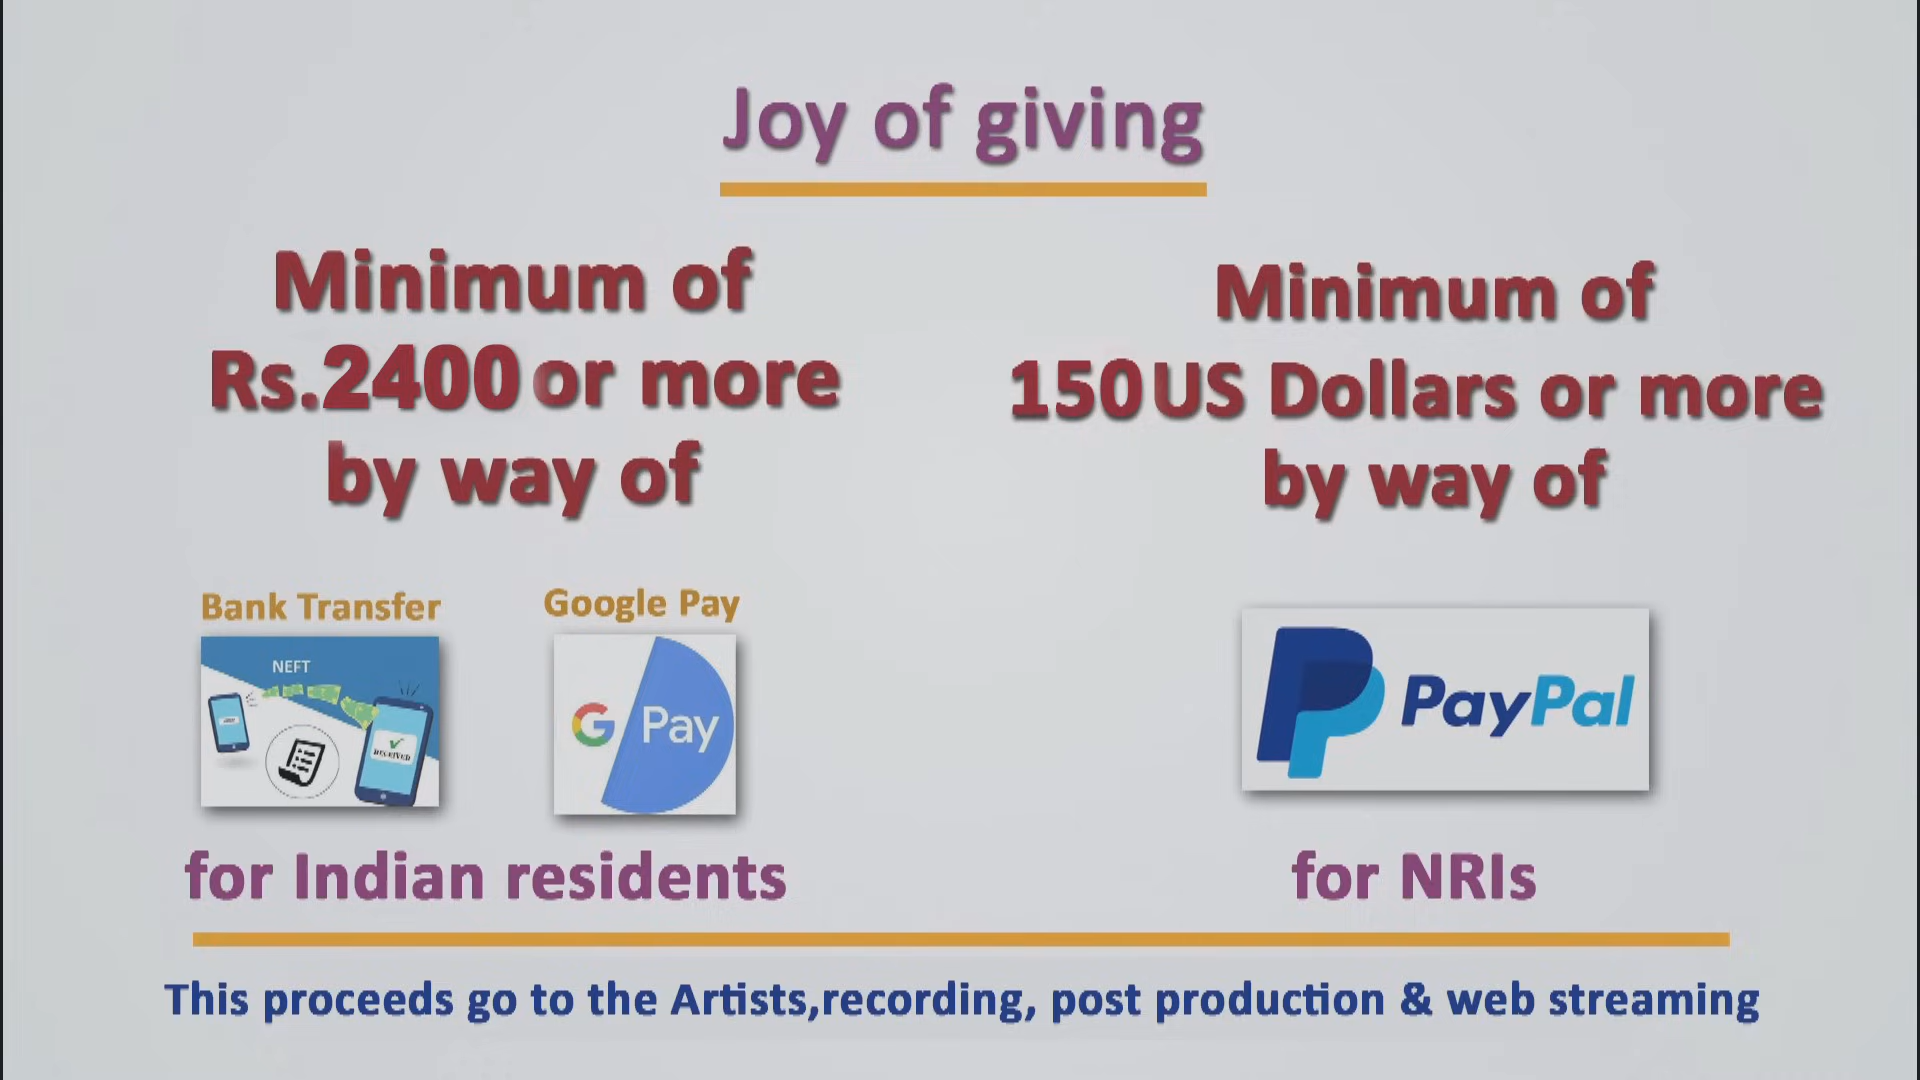 Joy of giving
Minimum of
Rs.2400 or more
by way of
Bank Transfer
NEFT
RECEIVED
Google Pay
G Pay
for Indian residents
Minimum of
150 US Dollars or more
by way of
PayPal
for NRIs
This proceeds go to the Artists,recording, post production & web streaming